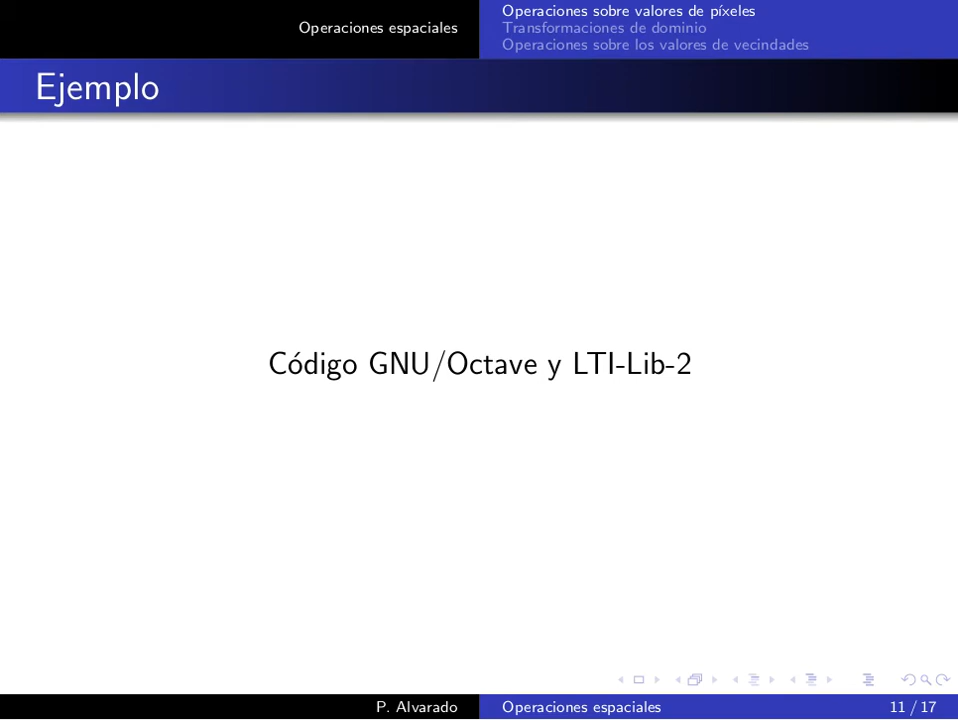 Operaciones espaciales
Operaciones sobre valores de píxeles
Transformaciones de dominio
Operaciones sobre los valores de vecindades
Ejemplo
Código GNU/Octave y LTI-Lib-2
P. Alvarado
Operaciones espaciales
11 / 17